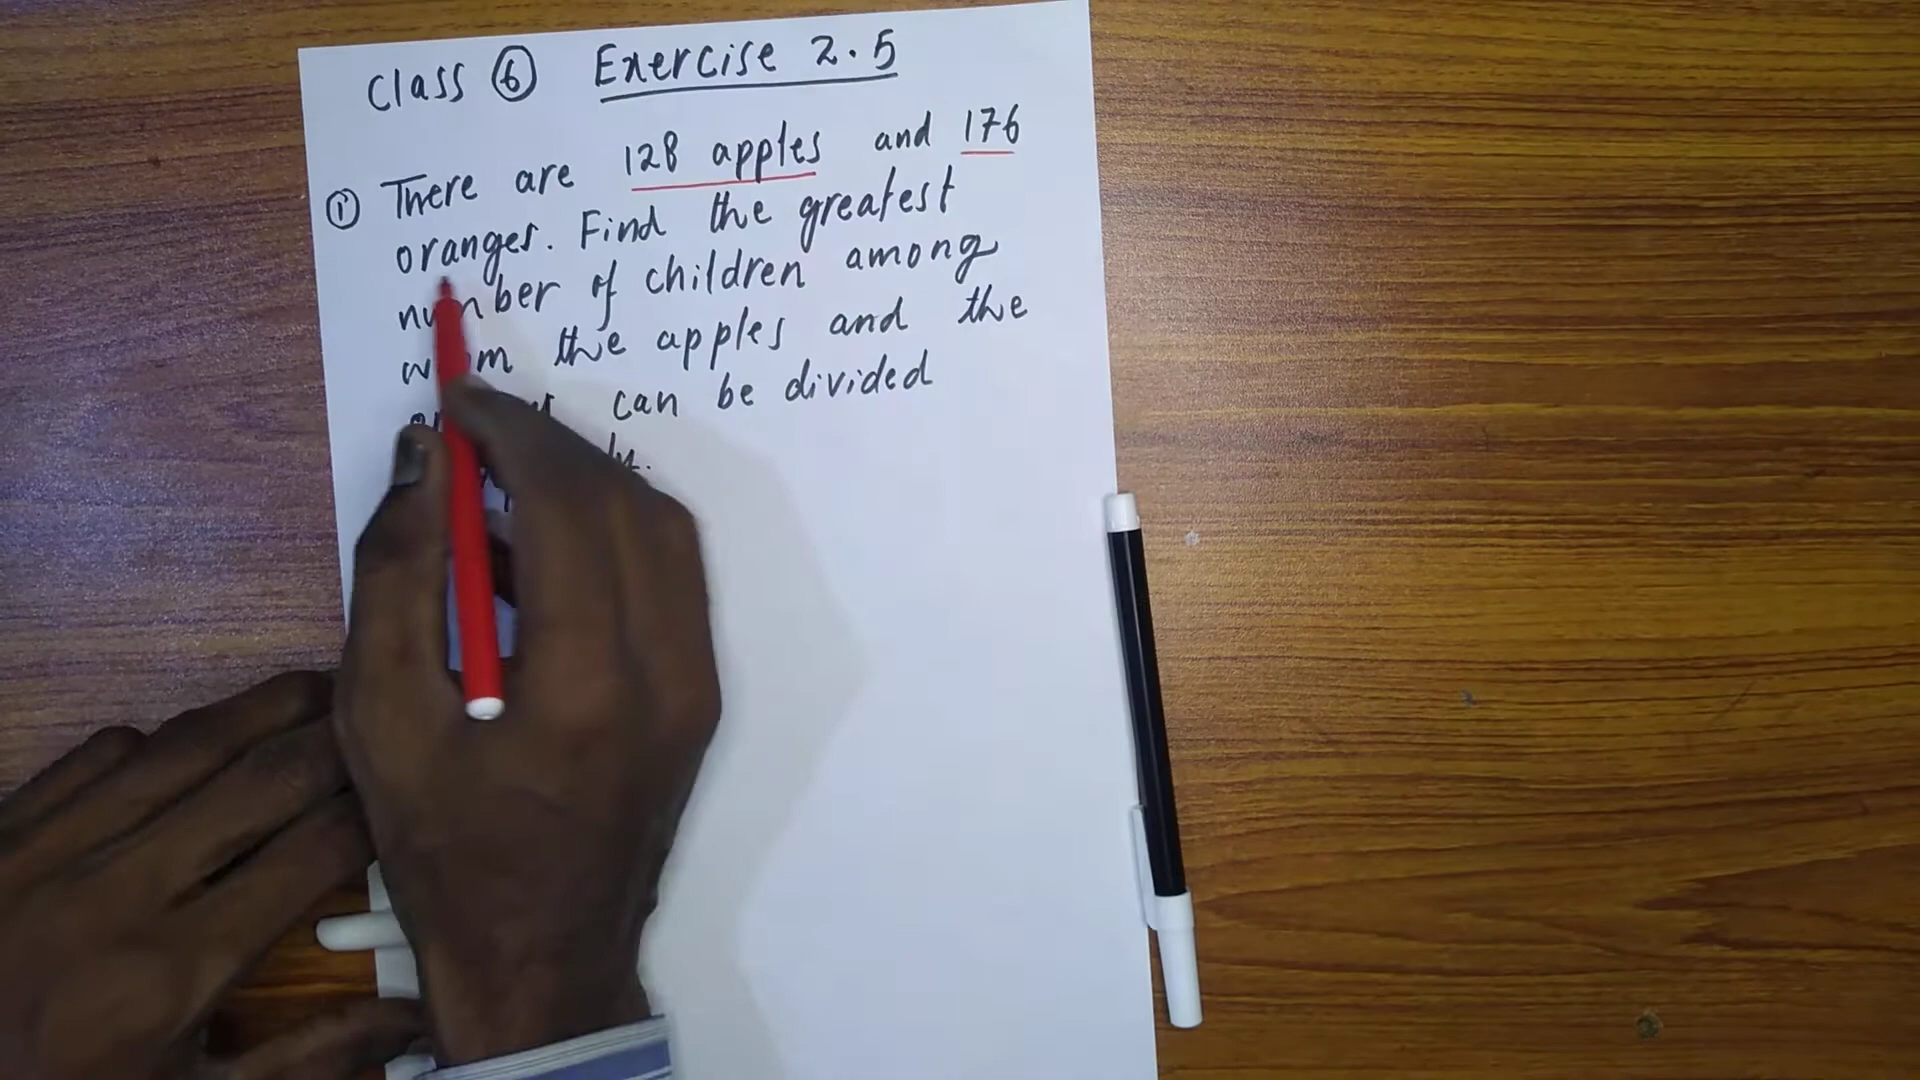 Class ⑥ Exercise 2.5
① There are 128 apples and 176
oranges. Find the greatest
of children among
the apples and the
can be divided